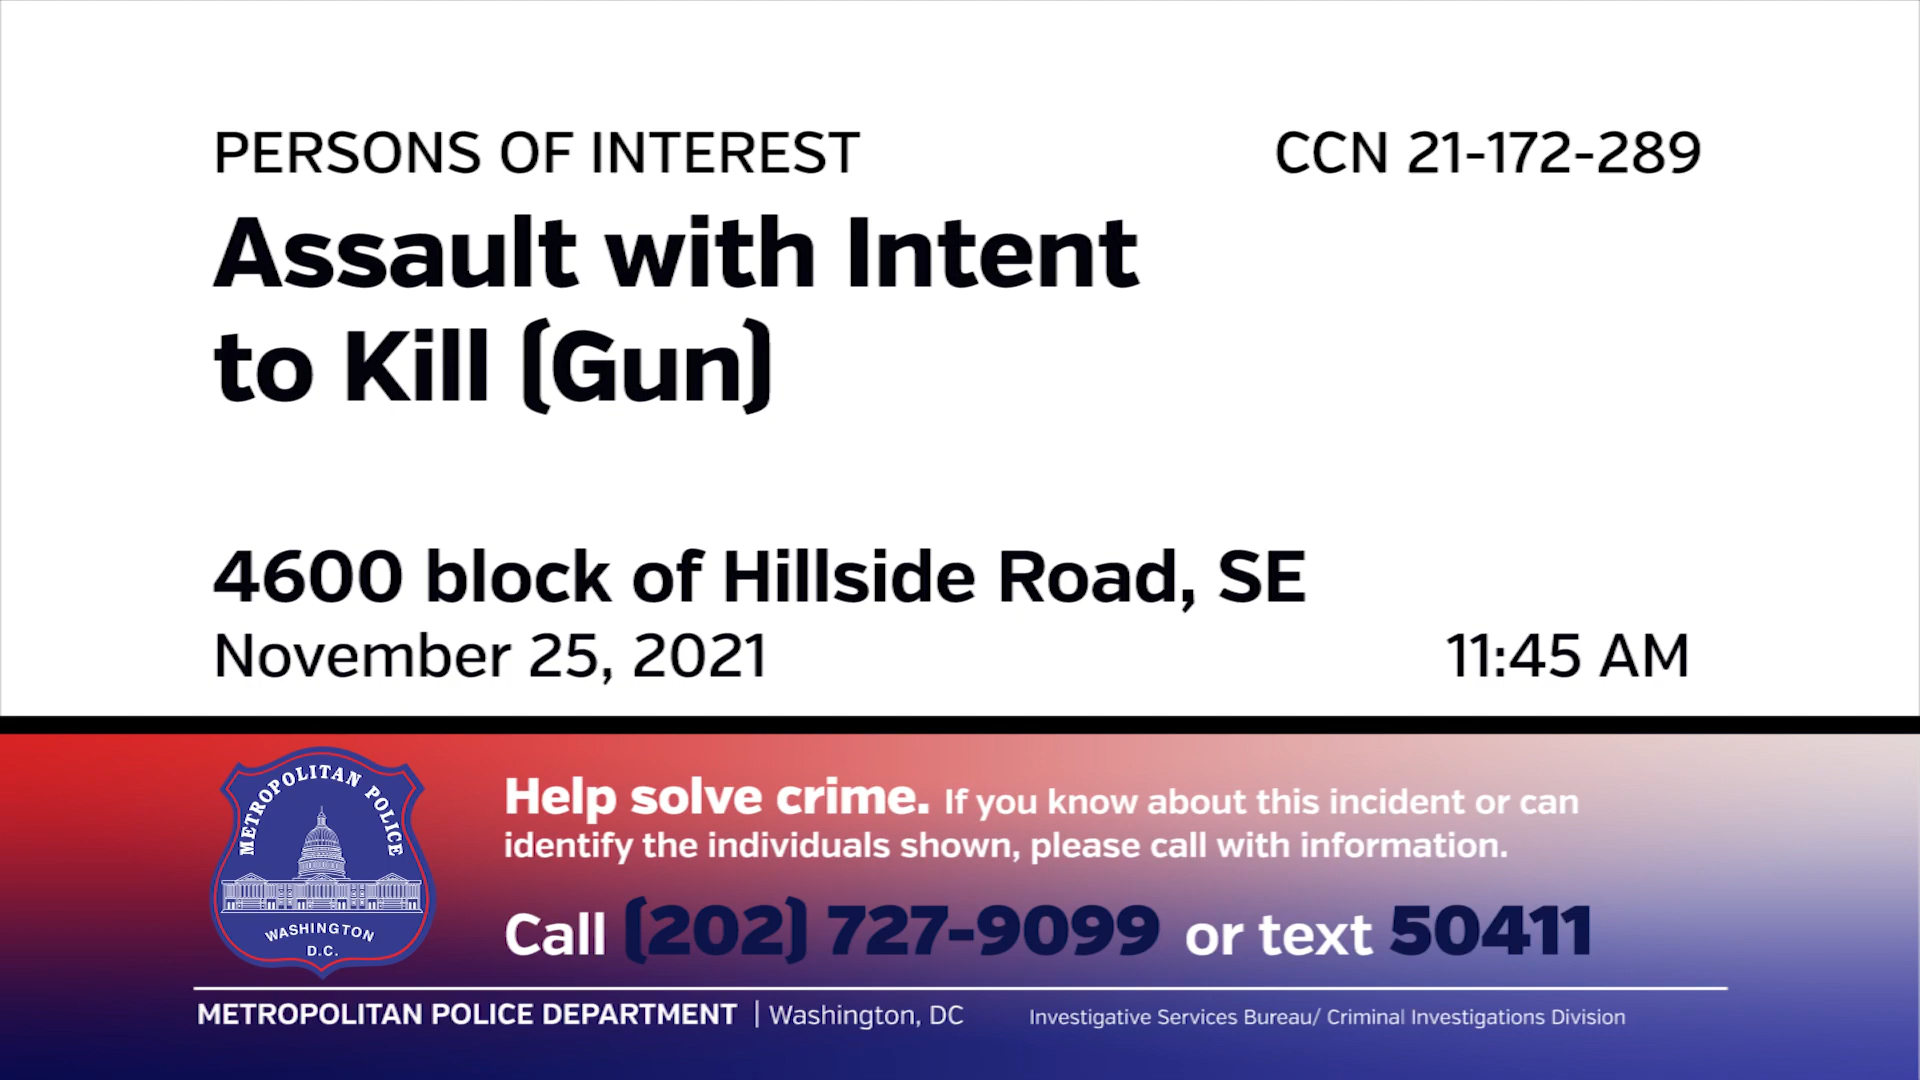 PERSONS OF INTEREST
CCN 21-172-289
Assault with Intent
to Kill (Gun)
4600 block of Hillside Road, SE
November 25, 2021
11:45 AM
METROPOLITAN POLICE
WASHINGTON
D.C.
Help solve crime. If you know about this incident or can
identify the individuals shown, please call with information.
Call (202) 727-9099 or text 50411
METROPOLITAN POLICE DEPARTMENT | Washington, DC
Investigative Services Bureau/ Criminal Investigations Division